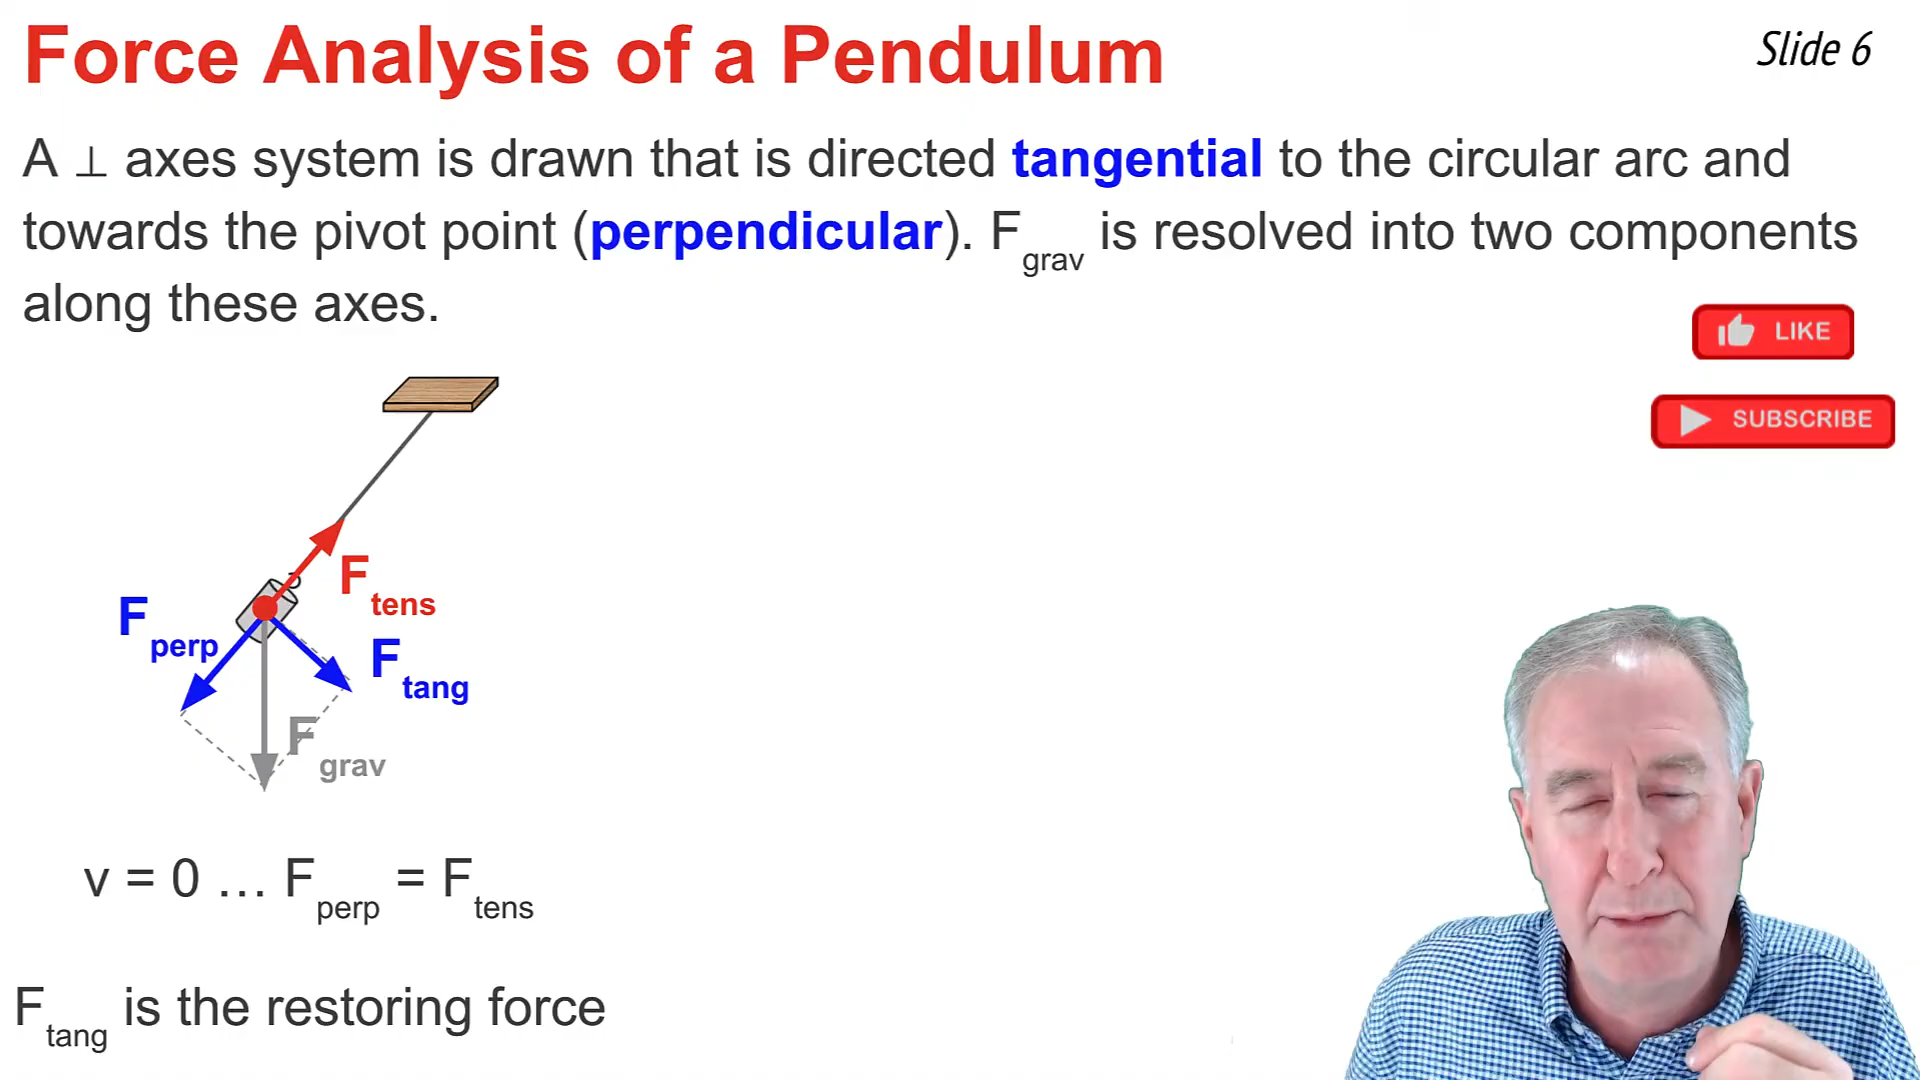 Force Analysis of a Pendulum
Slide 6
A ⊥ axes system is drawn that is directed tangential to the circular arc and
towards the pivot point (perpendicular). F grav is resolved into two components
along these axes.
LIKE
SUBSCRIBE
F tens
F perp
F tang
F grav
v = 0 … F perp = F tens
F tang is the restoring force